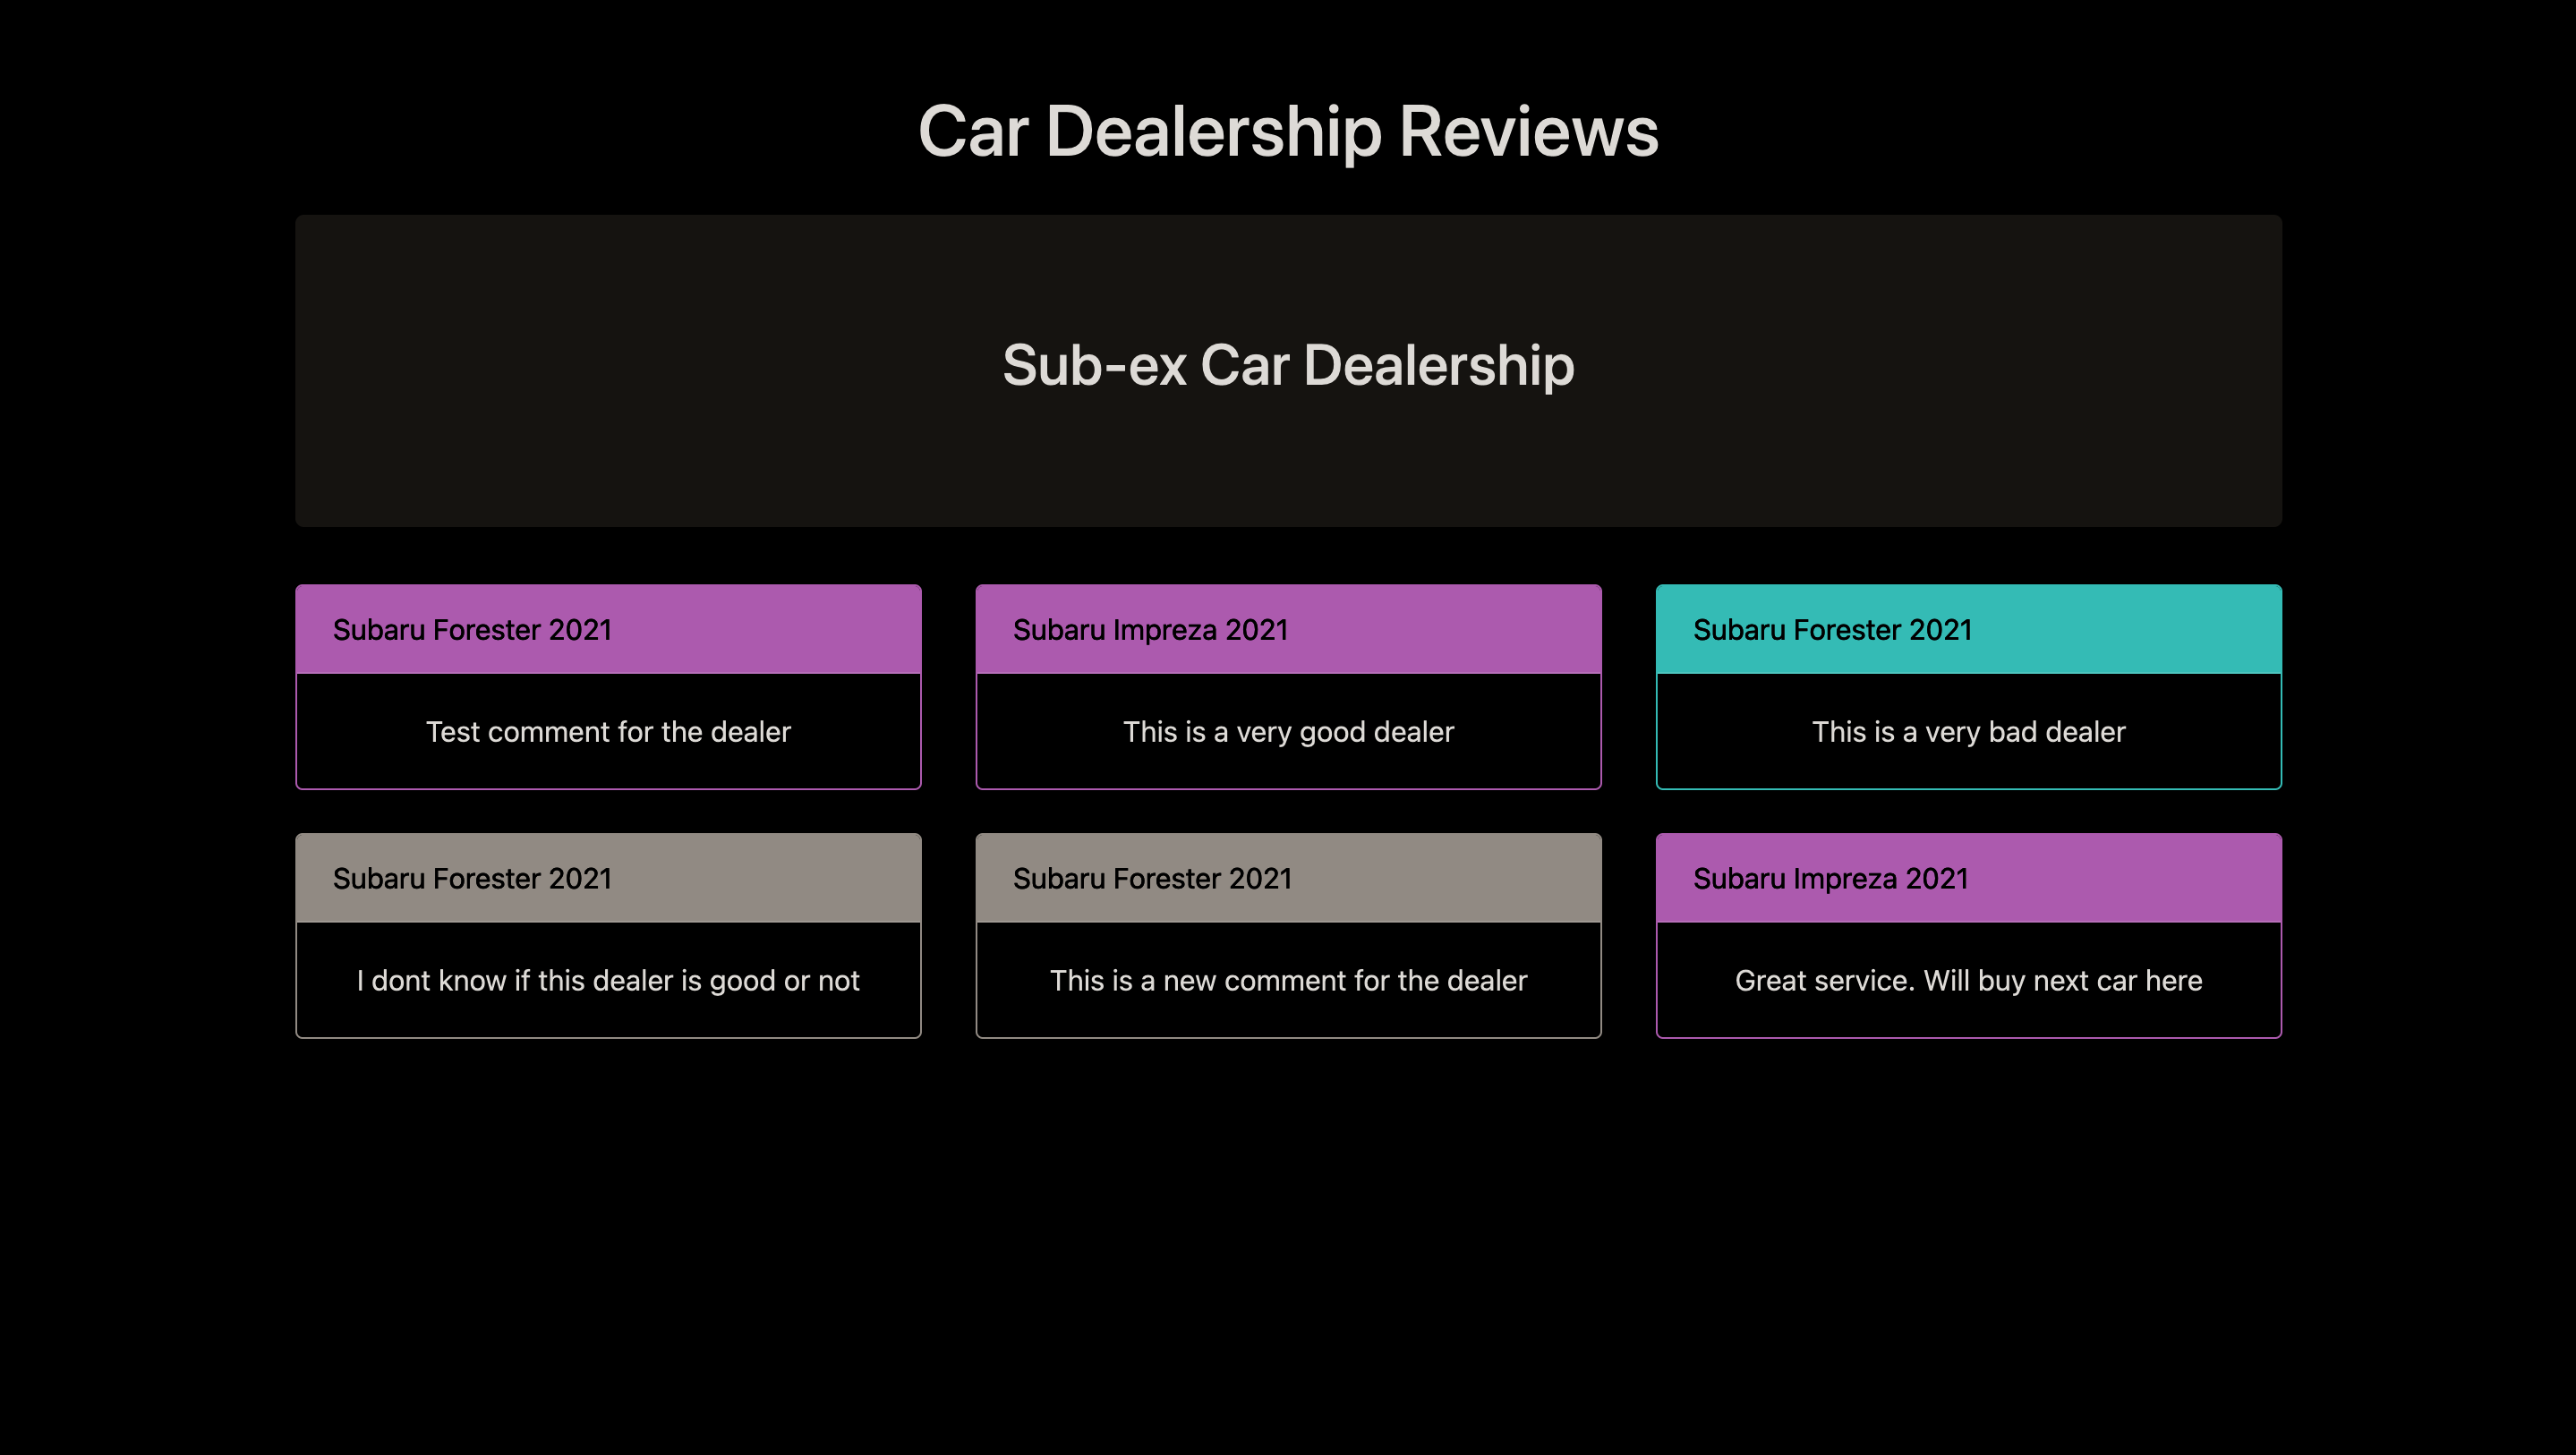 Car Dealership Reviews
Sub-ex Car Dealership
Subaru Forester 2021
Test comment for the dealer
Subaru Impreza 2021
This is a very good dealer
Subaru Forester 2021
This is a very bad dealer
Subaru Forester 2021
I dont know if this dealer is good or not
Subaru Forester 2021
This is a new comment for the dealer
Subaru Impreza 2021
Great service. Will buy next car here